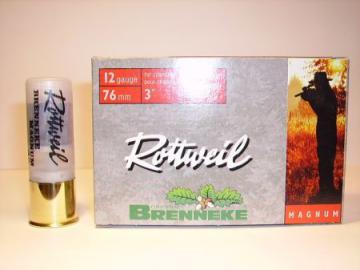 12 gauge
76 mm
3"
Rottweil
BRENNEKE
MAGNUM
Rottweil
BRENNEKE
MAGNUM